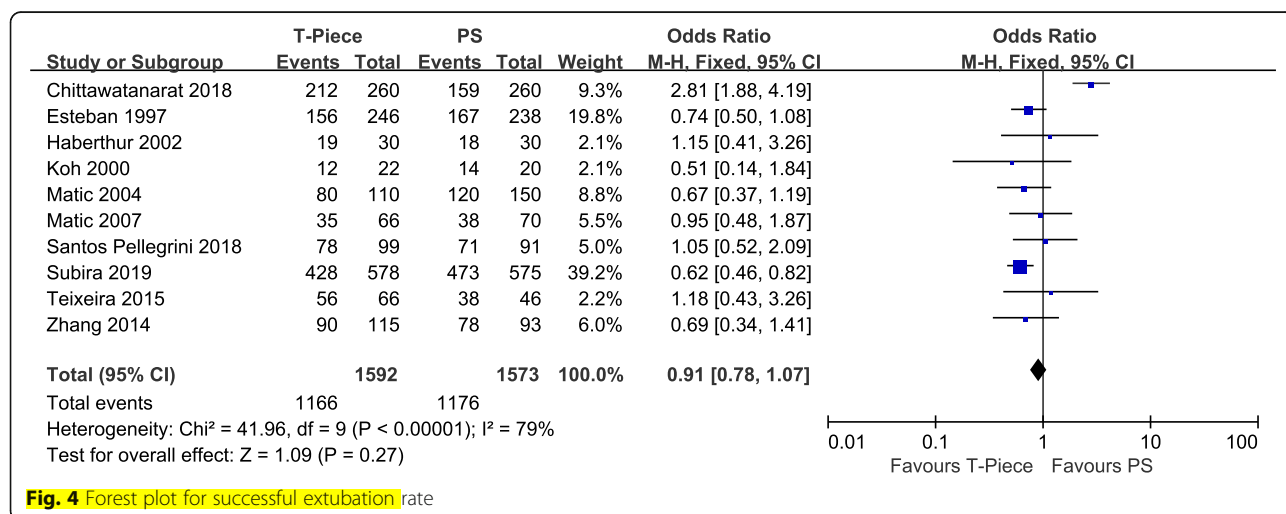 T-Piece PS Odds Ratio Odds Ratio
Study or Subgroup Events Total Events Total Weight M-H, Fixed, 95% CI M-H, Fixed, 95% CI
Chittawatanarat 2018 212 260 159 260 9.3% 2.81 [1.88, 4.19]
Esteban 1997 156 246 167 238 19.8% 0.74 [0.50, 1.08]
Haberthur 2002 19 30 18 30 2.1% 1.15 [0.41, 3.26]
Koh 2000 12 22 14 20 2.1% 0.51 [0.14, 1.84]
Matic 2004 80 110 120 150 8.8% 0.67 [0.37, 1.19]
Matic 2007 35 66 38 70 5.5% 0.95 [0.48, 1.87]
Santos Pellegrini 2018 78 99 71 91 5.0% 1.05 [0.52, 2.09]
Subira 2019 428 578 473 575 39.2% 0.62 [0.46, 0.82]
Teixeira 2015 56 66 38 46 2.2% 1.18 [0.43, 3.26]
Zhang 2014 90 115 78 93 6.0% 0.69 [0.34, 1.41]
Total (95% CI) 1592 1573 100.0% 0.91 [0.78, 1.07]
Total events 1166 1176
Heterogeneity: Chi² = 41.96, df = 9 (P < 0.00001); I² = 79%
Test for overall effect: Z = 1.09 (P = 0.27)
0.01 0.1 1 10 100
Favours T-Piece Favours PS
Fig. 4 Forest plot for successful extubation rate